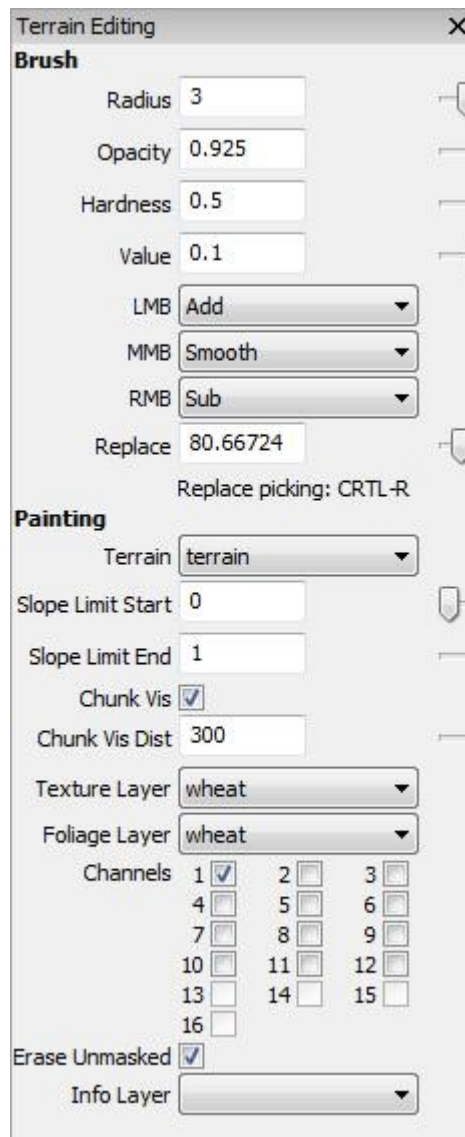 Terrain Editing
Brush
Radius 3
Opacity 0.925
Hardness 0.5
Value 0.1
LMB Add
MMB Smooth
RMB Sub
Replace 80.66724
Replace picking: CRTL-R
Painting
Terrain terrain
Slope Limit Start 0
Slope Limit End 1
Chunk Vis
Chunk Vis Dist 300
Texture Layer wheat
Foliage Layer wheat
Channels 1 2 3
4 5 6
7 8 9
10 11 12
13 14 15
16
Erase Unmasked
Info Layer